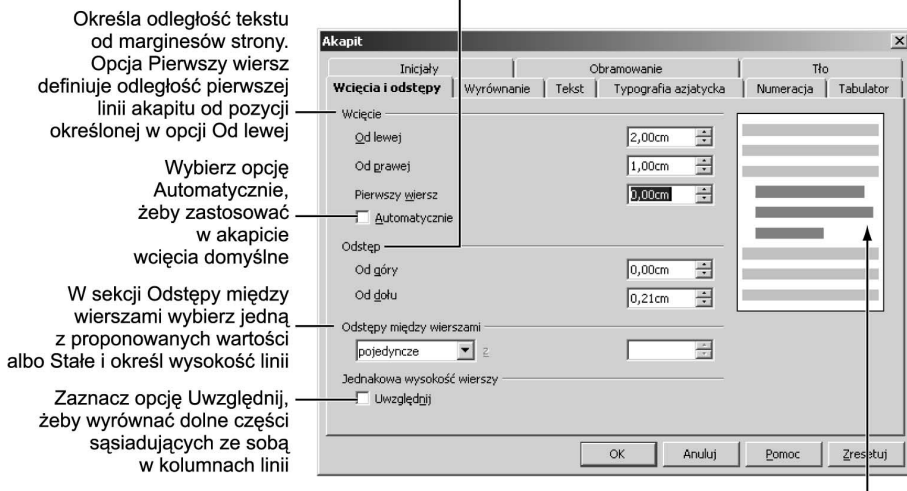 Określa odległość tekstu
od marginesów strony.
Opcja Pierwszy wiersz
definiuje odległość pierwszej
linii akapitu od pozycji
określonej w opcji Od lewej
Wybierz opcję
Automatycznie,
żeby zastosować
w akapicie
wcięcia domyślne
W sekcji Odstępy między
wierszami wybierz jedną
z proponowanych wartości
albo Stałe i określ wysokość linii
Zaznacz opcję Uwzględnij,
żeby wyrównać dolne części
sąsiadujących ze sobą
w kolumnach linii
Akapit
Inicjały Obramowanie Tło
Wcięcia i odstępy Wyrównanie Tekst Typografia azjatycka Numeracja Tabulator
Wcięcie
Od lewej 2,00cm
Od prawej 1,00cm
Pierwszy wiersz 0,00cm
Automatycznie
Odstęp
Od góry 0,00cm
Od dołu 0,21cm
Odstępy między wierszami
pojedyncze z
Jednakowa wysokość wierszy
Uwzględnij
OK Anuluj Pomoc Zresetuj